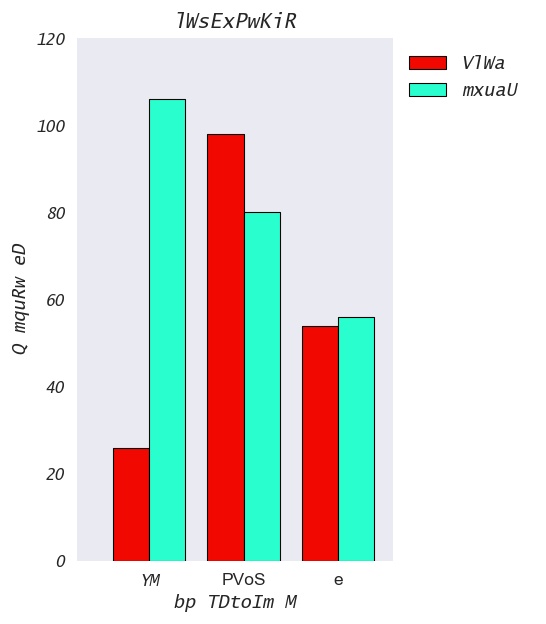 lWsExPwKiR
120
100
80
60
40
20
0
Q mquRw eD
YM PVoS e
bp TDtoIm M
VlWa
mxuaU